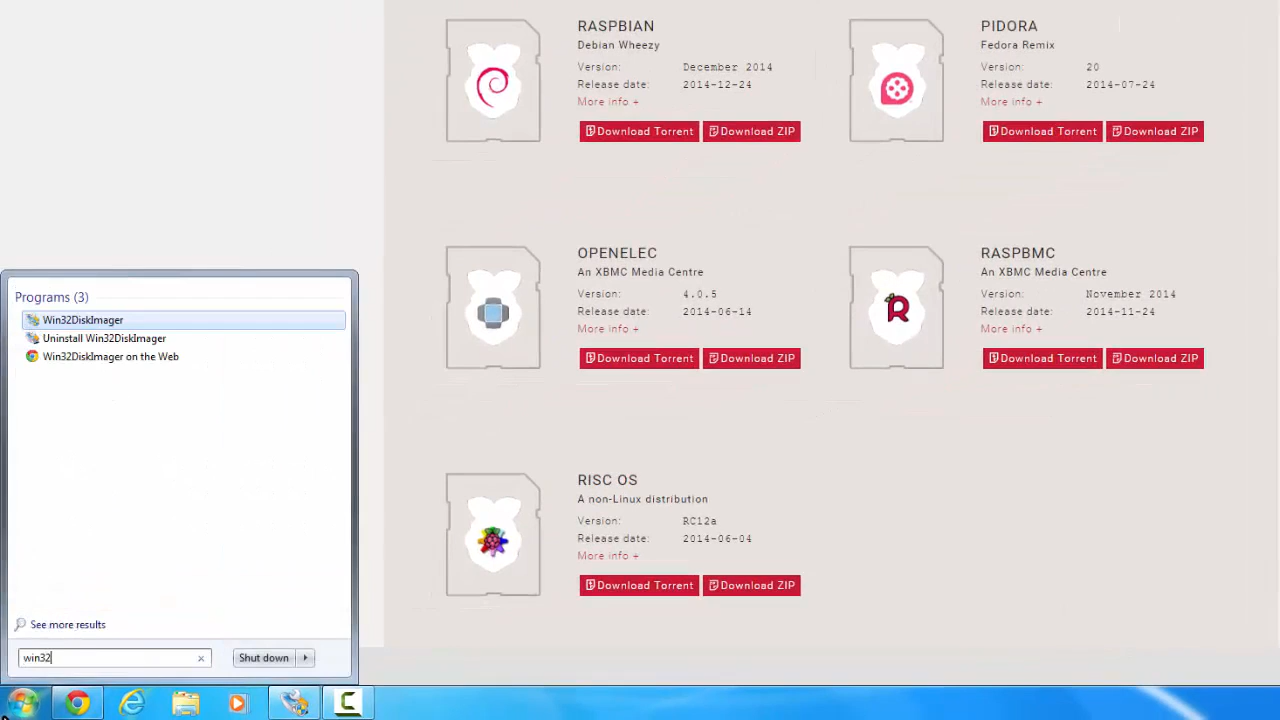 RASPBIAN
Debian Wheezy
Version: December 2014
Release date: 2014-12-24
More info +
Download Torrent Download ZIP
PIDORA
Fedora Remix
Version: 20
Release date: 2014-07-24
More info +
Download Torrent Download ZIP
OPENELEC
An XBMC Media Centre
Version: 4.0.5
Release date: 2014-06-14
More info +
Download Torrent Download ZIP
RASPBMC
An XBMC Media Centre
Version: November 2014
Release date: 2014-11-24
More info +
Download Torrent Download ZIP
RISC OS
A non-Linux distribution
Version: RC12a
Release date: 2014-06-04
More info +
Download Torrent Download ZIP
Programs (3)
Win32DiskImager
Uninstall Win32DiskImager
Win32DiskImager on the Web
See more results
win32
Shut down